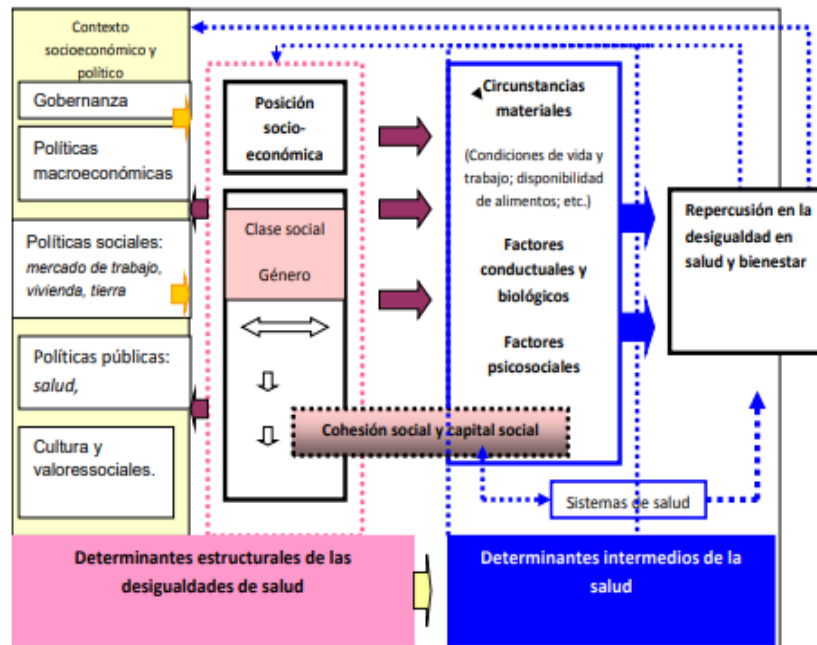 Contexto
socioeconómico y
político
Gobernanza
Políticas
macroeconómicas
Políticas sociales:
mercado de trabajo,
vivienda, tierra
Políticas públicas:
salud,
Cultura y
valoressociales.
Posición
socio-
económica
Clase social
Género
Cohesión social y capital social
Circunstancias
materiales
(Condiciones de vida y
trabajo; disponibilidad
de alimentos; etc.)
Factores
conductuales y
biológicos
Factores
psicosociales
Sistemas de salud
Repercusión en la
desigualdad en
salud y bienestar
Determinantes estructurales de las
desigualdades de salud
Determinantes intermedios de la
salud